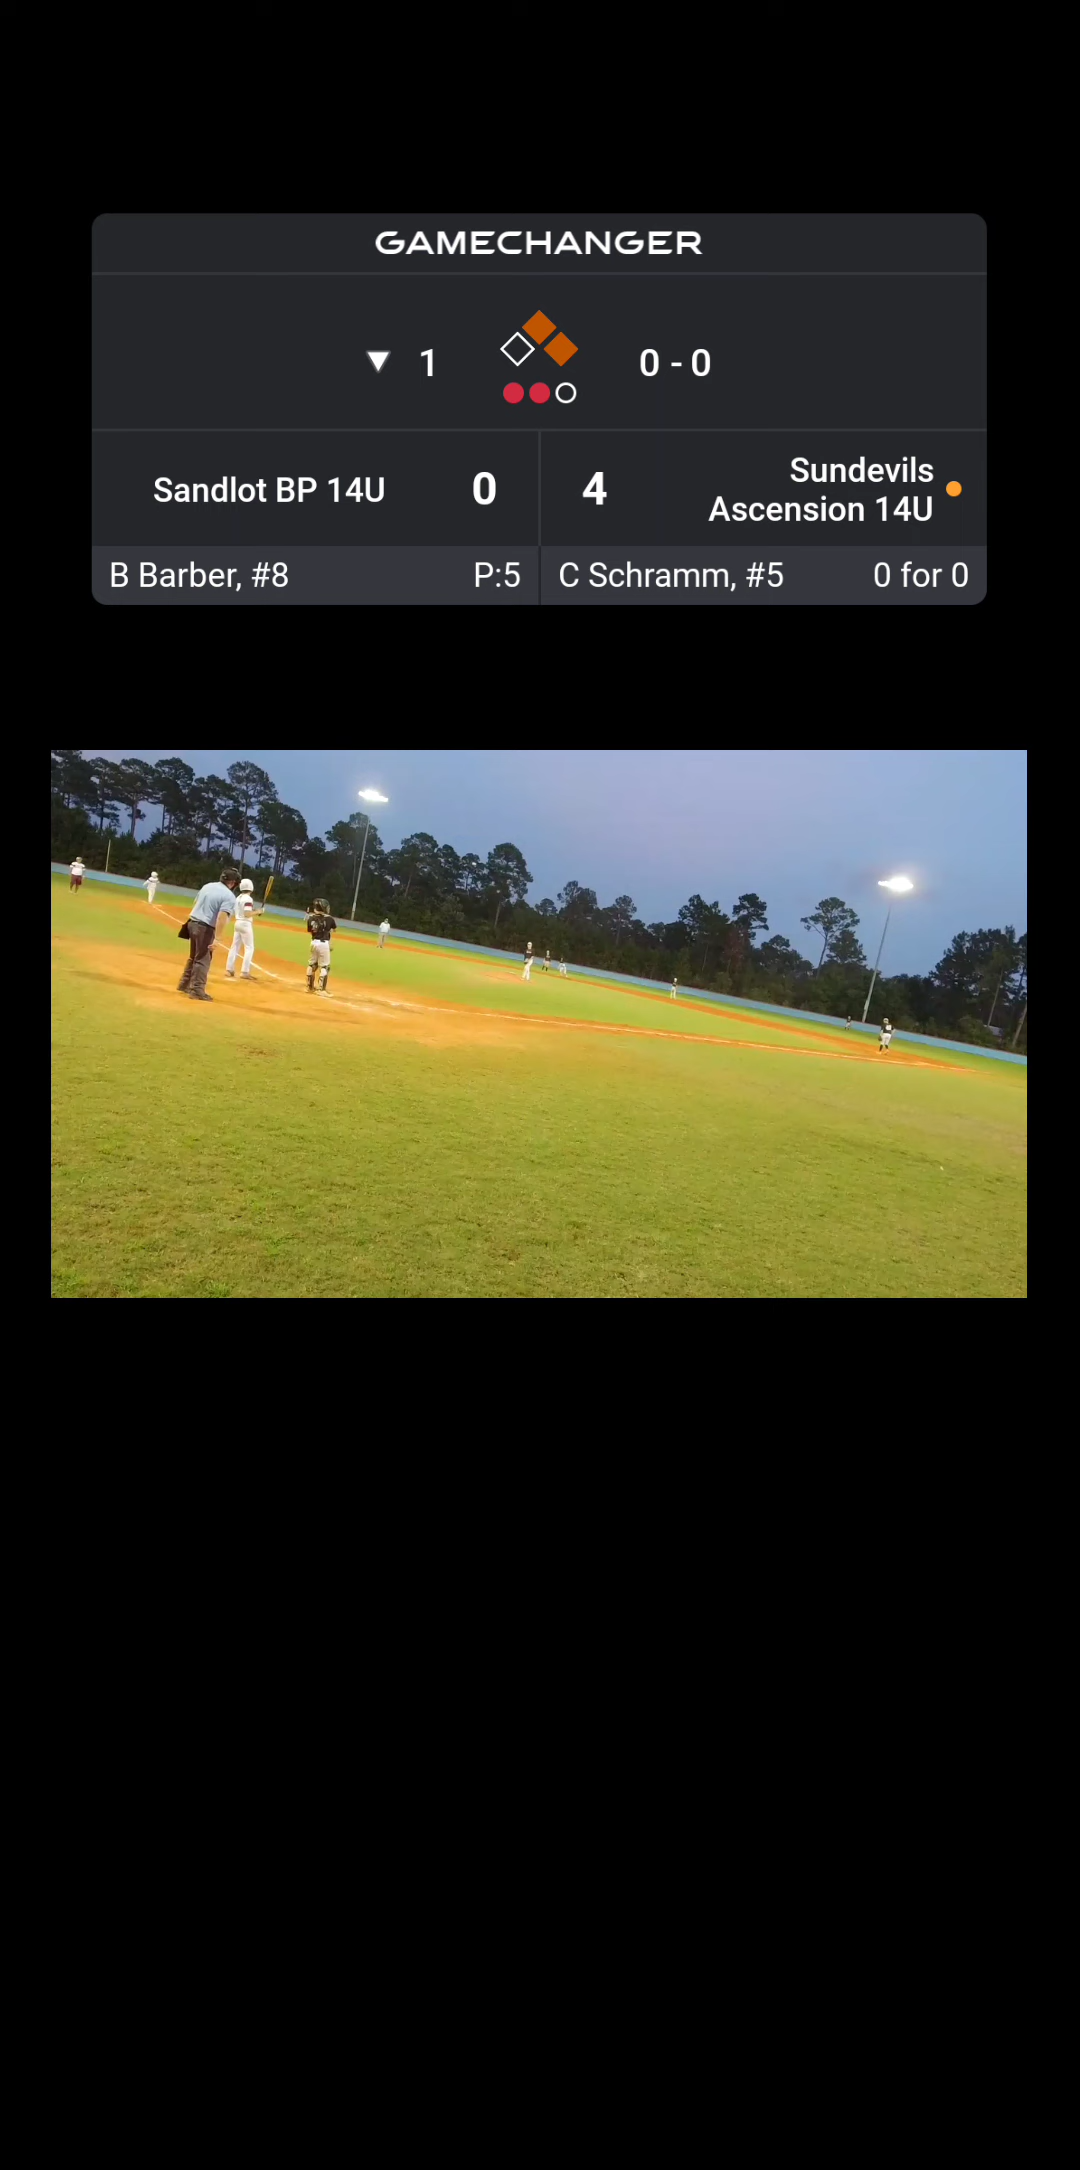 GAMECHANGER
▼ 1 0 - 0
Sandlot BP 14U 0 4 Sundevils
Ascension 14U
B Barber, #8 P:5 C Schramm, #5 0 for 0